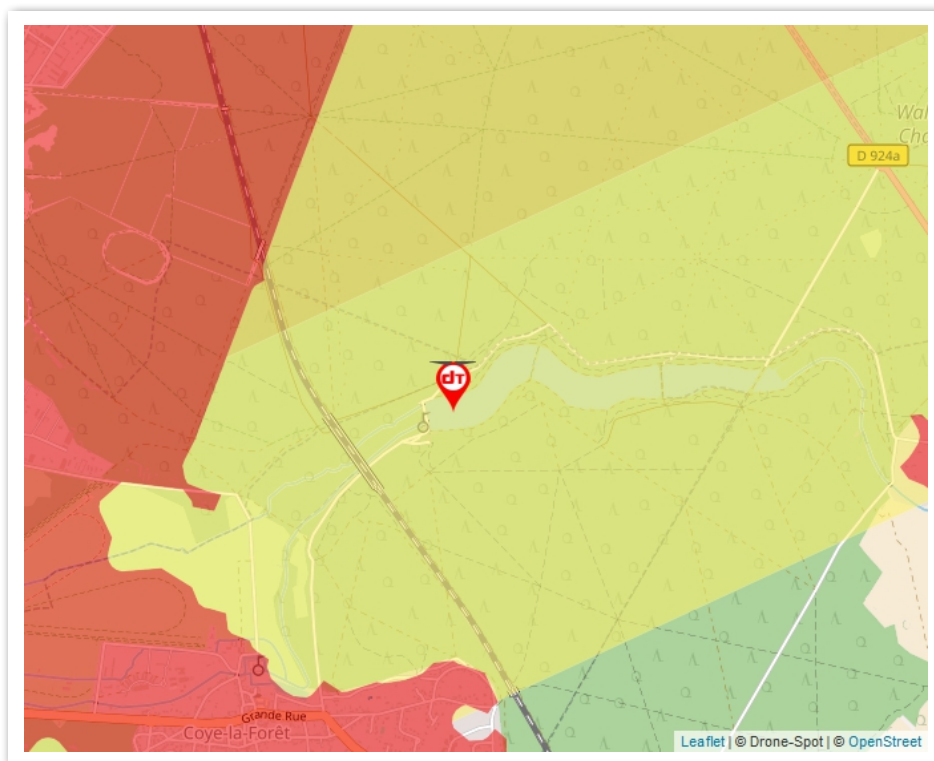 Wal
Cha
D 924a
dT
Grande Rue
Coye-la-Forêt
Leaflet | © Drone-Spot | © OpenStreet